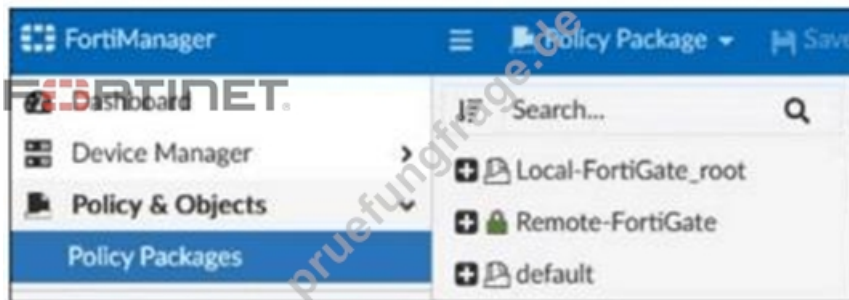 FortiManager
Policy Package
Save
FORTINET
Dashboard
Search...
Device Manager
Local-FortiGate_root
Policy & Objects
Remote-FortiGate
Policy Packages
default
pruefungfrage.de